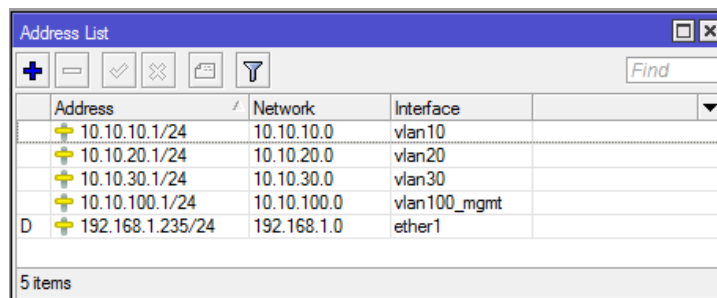 Address List
Find
Address Network Interface
10.10.10.1/24 10.10.10.0 vlan10
10.10.20.1/24 10.10.20.0 vlan20
10.10.30.1/24 10.10.30.0 vlan30
10.10.100.1/24 10.10.100.0 vlan100_mgmt
D 192.168.1.235/24 192.168.1.0 ether1
5 items